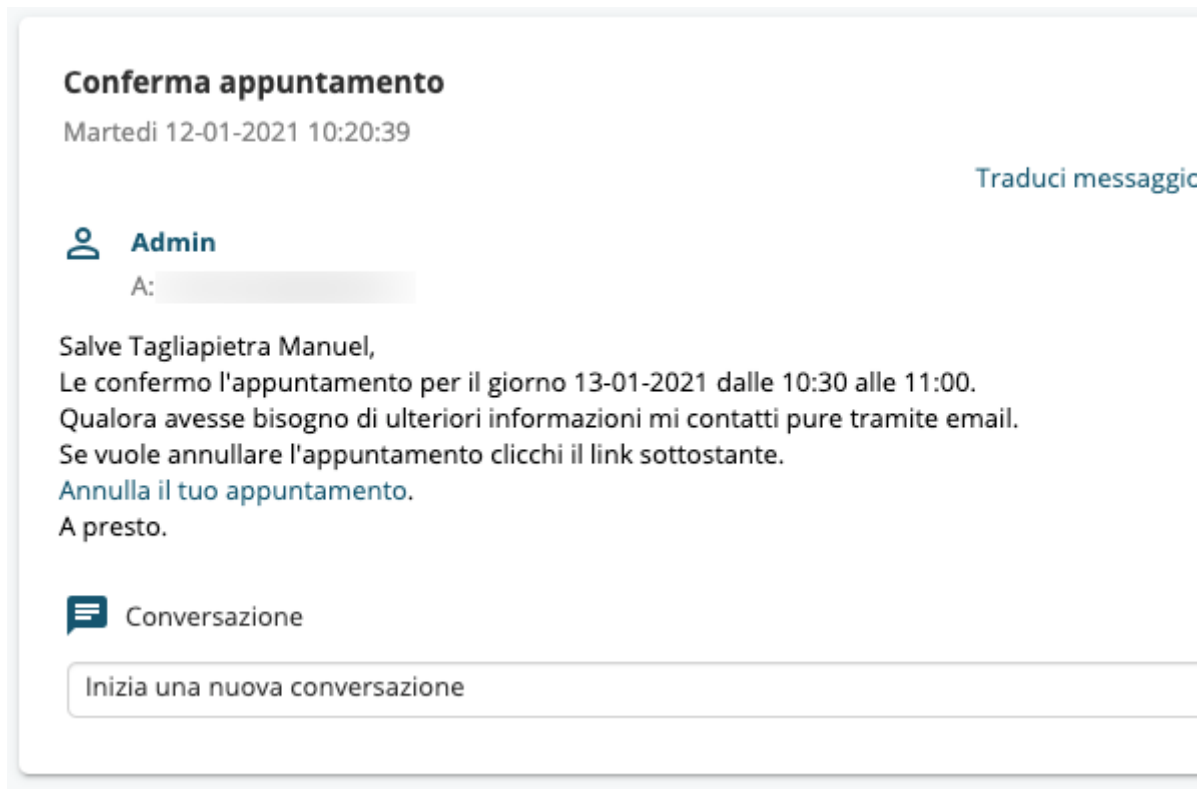 Conferma appuntamento
Martedi 12-01-2021 10:20:39
Traduci messaggio
Admin
A:
Salve Tagliapietra Manuel,
Le confermo l'appuntamento per il giorno 13-01-2021 dalle 10:30 alle 11:00.
Qualora avesse bisogno di ulteriori informazioni mi contatti pure tramite email.
Se vuole annullare l'appuntamento clicchi il link sottostante.
Annulla il tuo appuntamento.
A presto.
Conversazione
Inizia una nuova conversazione